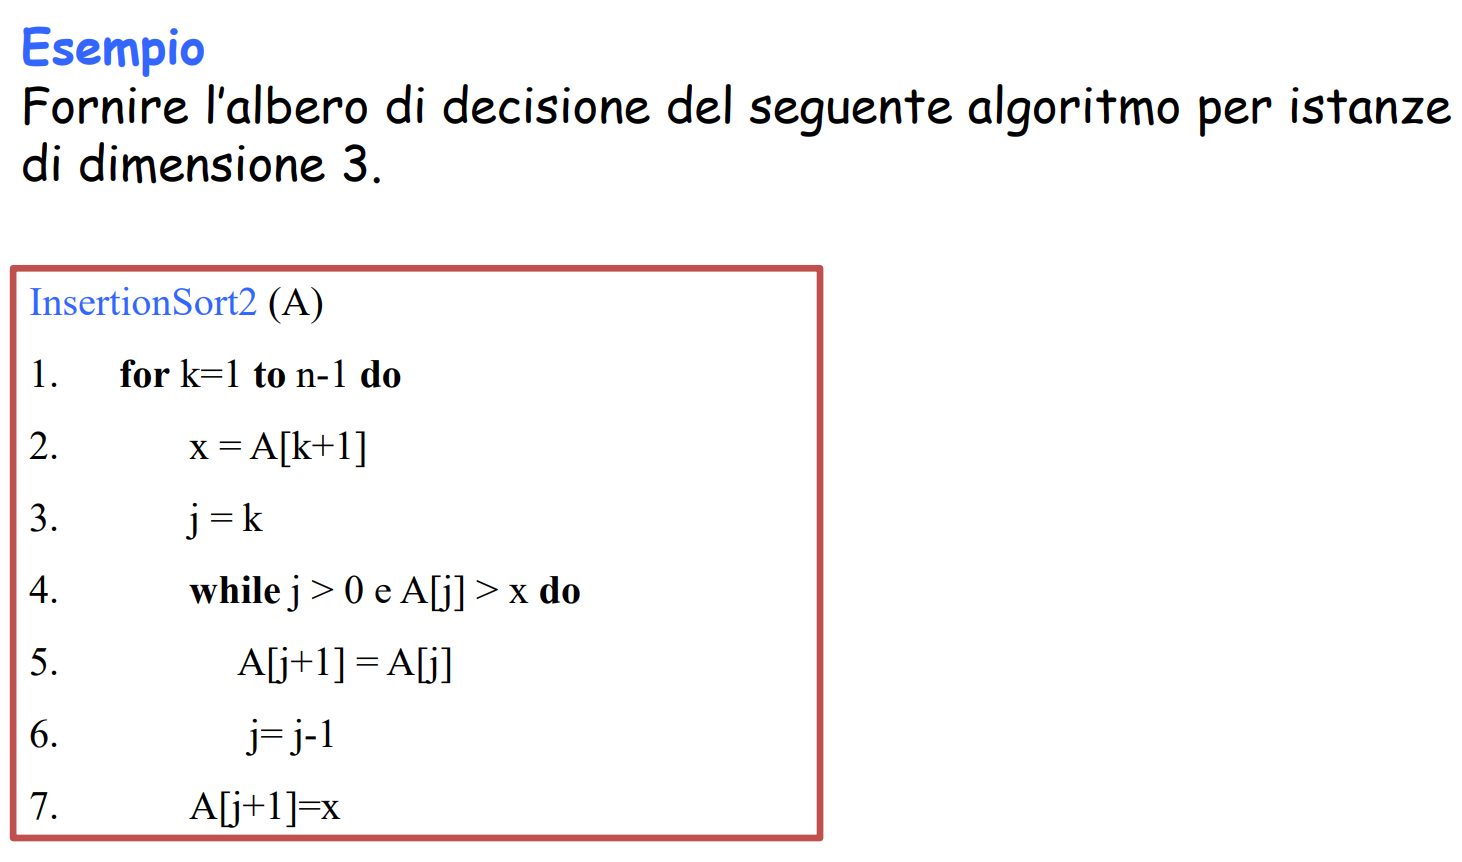 Esempio
Fornire l'albero di decisione del seguente algoritmo per istanze
di dimensione 3.
InsertionSort2 (A)
1. for k=1 to n-1 do
2. x = A[k+1]
3. j = k
4. while j > 0 e A[j] > x do
5. A[j+1] = A[j]
6. j= j-1
7. A[j+1]=x